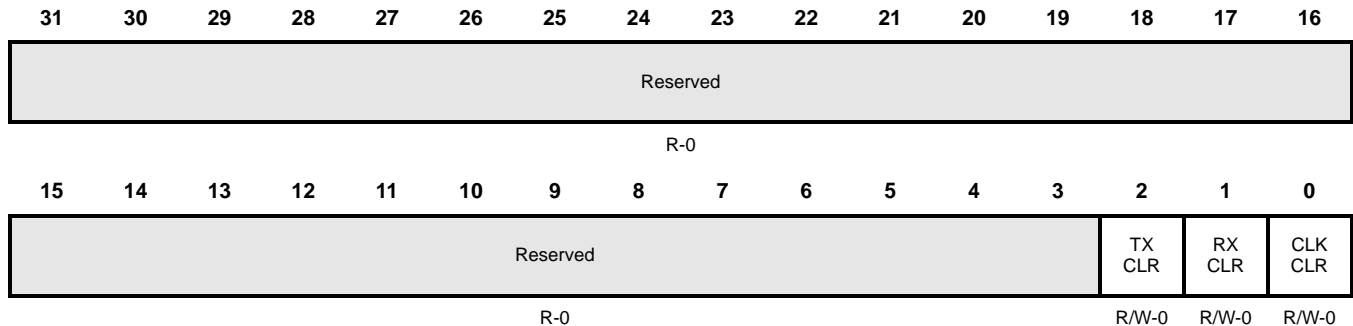 31 30 29 28 27 26 25 24 23 22 21 20 19 18 17 16
Reserved
R-0
15 14 13 12 11 10 9 8 7 6 5 4 3 2 1 0
Reserved TX CLR RX CLR CLK CLR
R-0 R/W-0 R/W-0 R/W-0